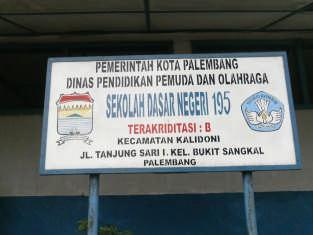 PEMERINTAH KOTA PALEMBANG
DINAS PENDIDIKAN PEMUDA DAN OLAHRAGA
SEKOLAH DASAR NEGERI 195
TERAKRIDITASI : B
KECAMATAN KALIDONI
JL. TANJUNG SARI I. KEL. BUKIT SANGKAL
PALEMBANG